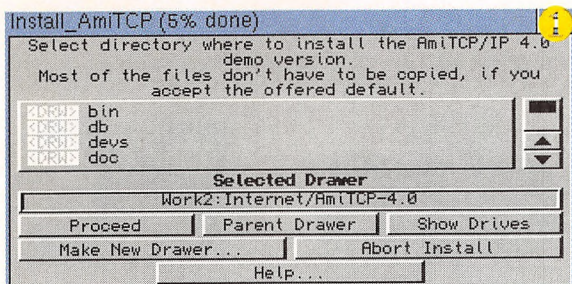 Install_AmiTCP (5% done)
1
Select directory where to install the AmiTCP/IP 4.0
demo version.
Most of the files don't have to be copied, if you
accept the offered default.
<DRW> bin
<DRW> db
<DRW> devs
<DRW> doc
Selected Drawer
Work2:Internet/AmiTCP-4.0
Proceed
Parent Drawer
Show Drives
Make New Drawer...
Abort Install
Help...